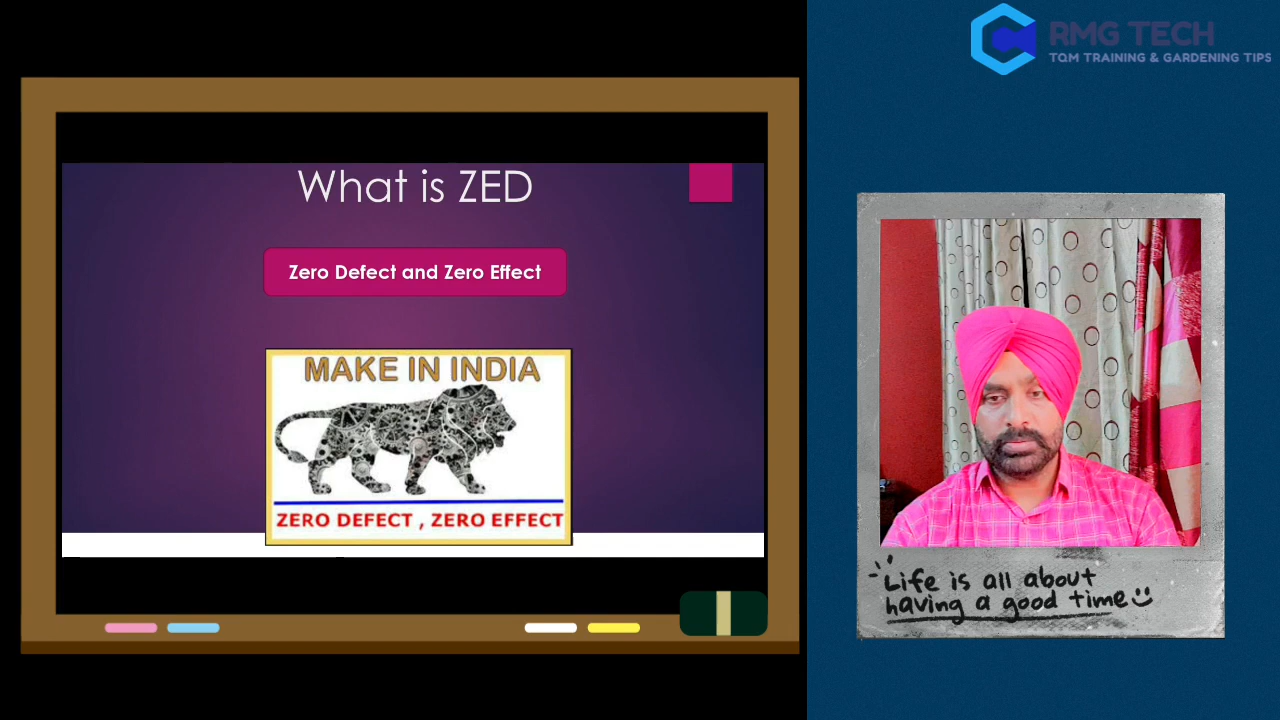 What is ZED
Zero Defect and Zero Effect
MAKE IN INDIA
ZERO DEFECT , ZERO EFFECT
RMG TECH
TQM TRAINING & GARDENING TIPS
Life is all about
having a good time